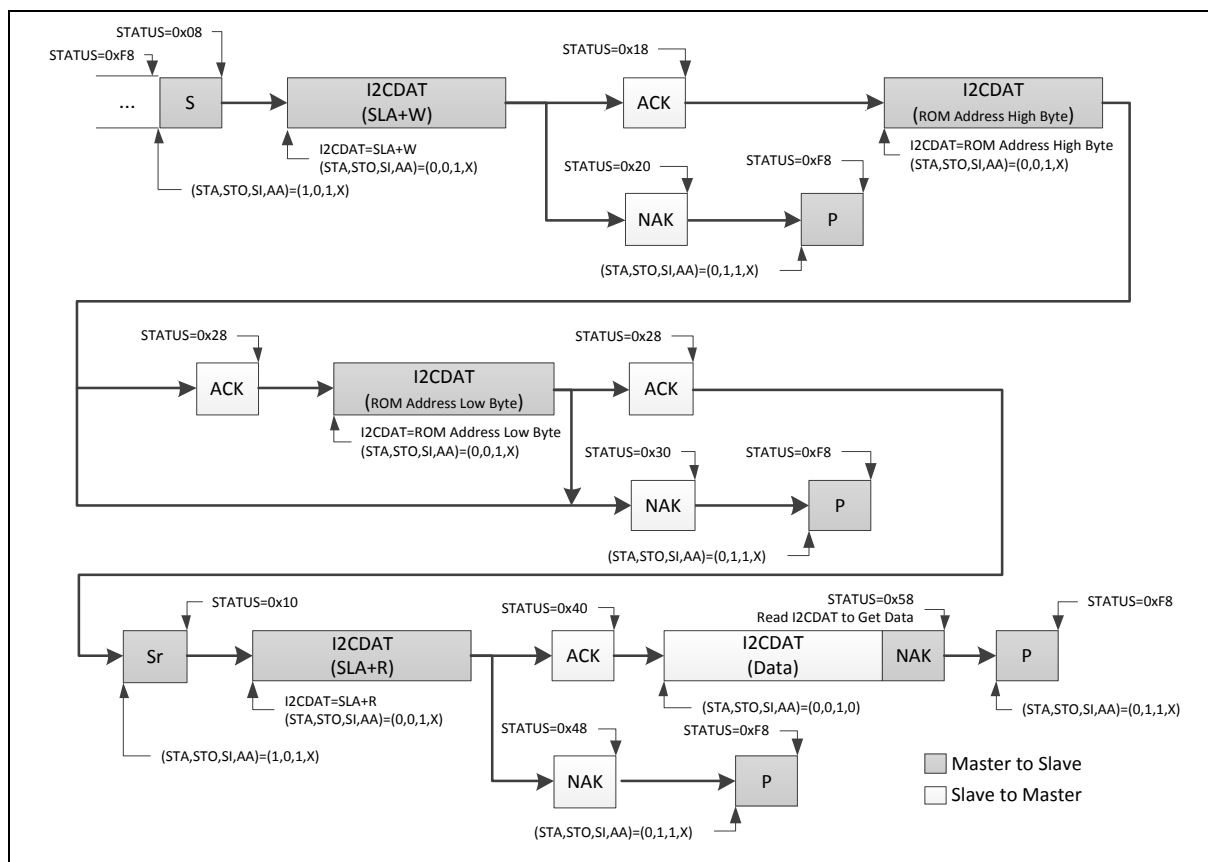 STATUS=0x08
STATUS=0xF8
STATUS=0x18
...
S
I2CDAT
(SLA+W)
ACK
I2CDAT
(ROM Address High Byte)
I2CDAT=SLA+W
(STA,STO,SI,AA)=(0,0,1,X)
I2CDAT=ROM Address High Byte
(STA,STO,SI,AA)=(0,0,1,X)
(STA,STO,SI,AA)=(1,0,1,X)
STATUS=0x20
STATUS=0xF8
NAK
P
(STA,STO,SI,AA)=(0,1,1,X)
STATUS=0x28
STATUS=0x28
ACK
I2CDAT
(ROM Address Low Byte)
ACK
I2CDAT=ROM Address Low Byte
(STA,STO,SI,AA)=(0,0,1,X)
STATUS=0x30
STATUS=0xF8
NAK
P
(STA,STO,SI,AA)=(0,1,1,X)
STATUS=0x10
STATUS=0x40
STATUS=0x58
Read I2CDAT to Get Data
STATUS=0xF8
Sr
I2CDAT
(SLA+R)
ACK
I2CDAT
(Data)
NAK
P
I2CDAT=SLA+R
(STA,STO,SI,AA)=(0,0,1,X)
(STA,STO,SI,AA)=(0,0,1,0)
(STA,STO,SI,AA)=(0,1,1,X)
(STA,STO,SI,AA)=(1,0,1,X)
STATUS=0x48
STATUS=0xF8
NAK
P
(STA,STO,SI,AA)=(0,1,1,X)
Master to Slave
Slave to Master